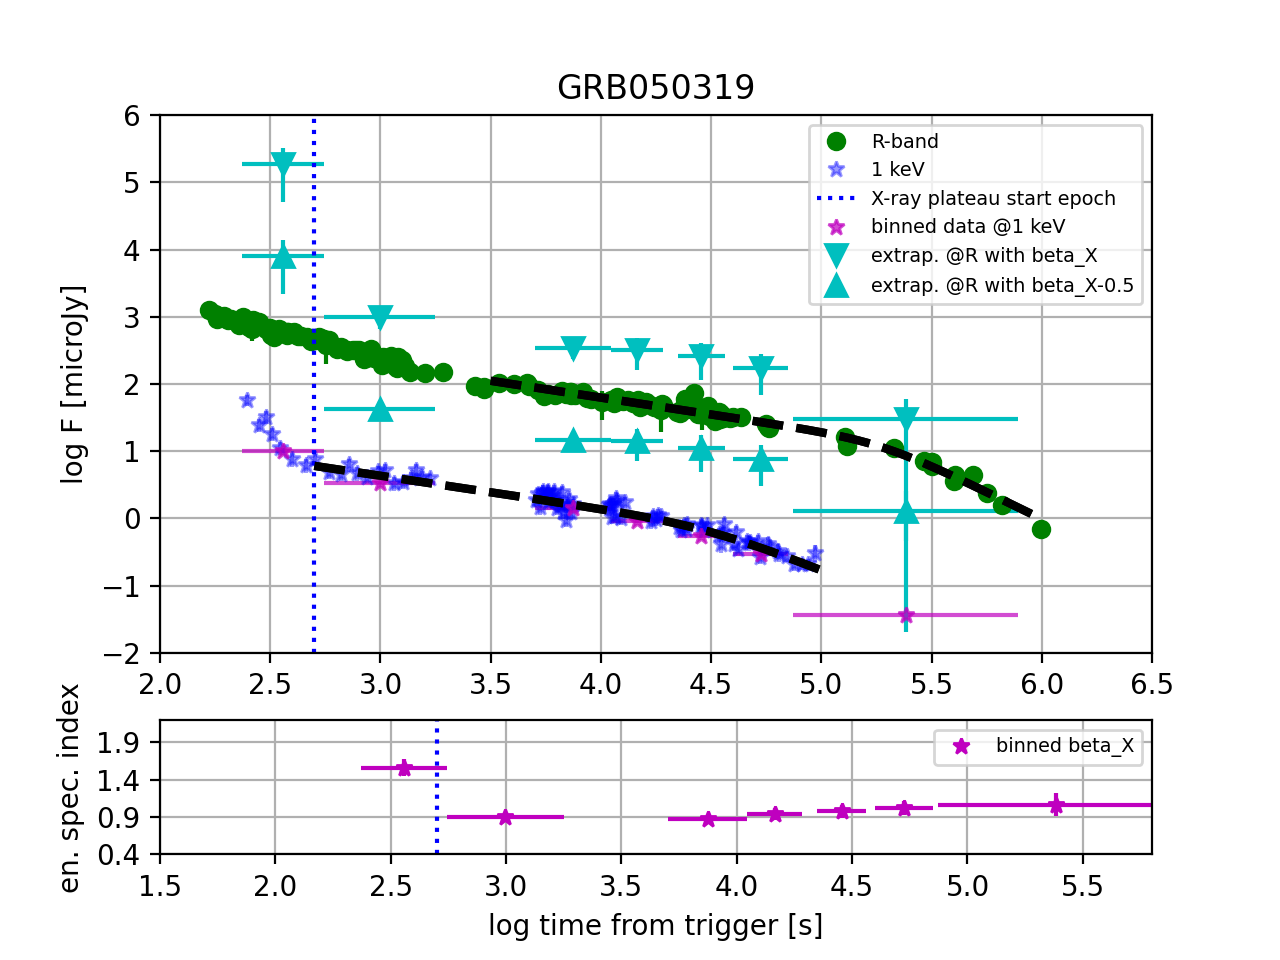 GRB050319
log F [microJy]
6
5
4
3
2
1
0
−1
−2
R-band
1 keV
X-ray plateau start epoch
binned data @1 keV
extrap. @R with beta_X
extrap. @R with beta_X-0.5
2.0 2.5 3.0 3.5 4.0 4.5 5.0 5.5 6.0 6.5
en. spec. index
1.9
1.4
0.9
0.4
binned beta_X
1.5 2.0 2.5 3.0 3.5 4.0 4.5 5.0 5.5
log time from trigger [s]